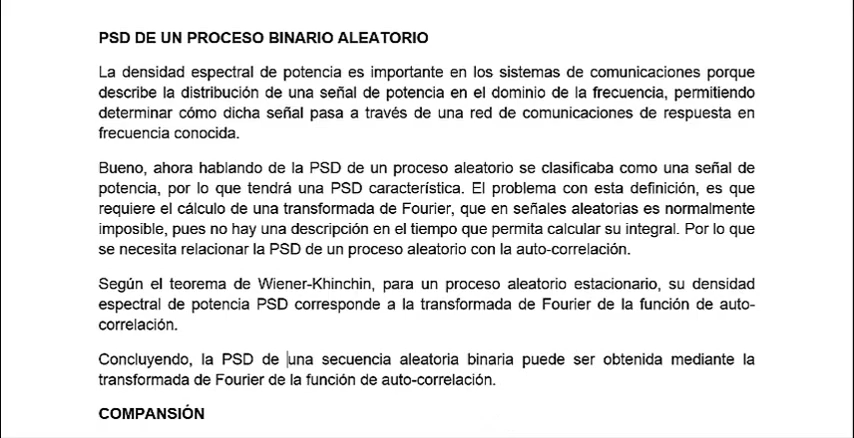 PSD DE UN PROCESO BINARIO ALEATORIO
La densidad espectral de potencia es importante en los sistemas de comunicaciones porque
describe la distribución de una señal de potencia en el dominio de la frecuencia, permitiendo
determinar cómo dicha señal pasa a través de una red de comunicaciones de respuesta en
frecuencia conocida.
Bueno, ahora hablando de la PSD de un proceso aleatorio se clasificaba como una señal de
potencia, por lo que tendrá una PSD característica. El problema con esta definición, es que
requiere el cálculo de una transformada de Fourier, que en señales aleatorias es normalmente
imposible, pues no hay una descripción en el tiempo que permita calcular su integral. Por lo que
se necesita relacionar la PSD de un proceso aleatorio con la auto-correlación.
Según el teorema de Wiener-Khinchin, para un proceso aleatorio estacionario, su densidad
espectral de potencia PSD corresponde a la transformada de Fourier de la función de auto-
correlación.
Concluyendo, la PSD de una secuencia aleatoria binaria puede ser obtenida mediante la
transformada de Fourier de la función de auto-correlación.
COMPANSIÓN